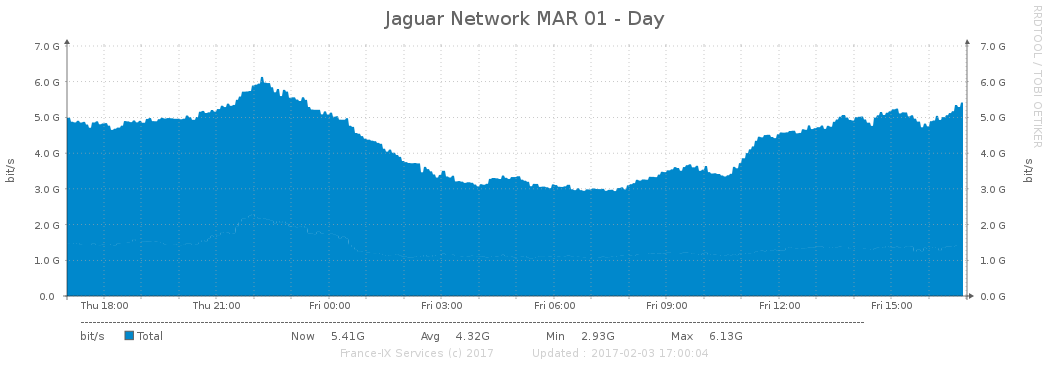 Jaguar Network MAR 01 - Day
RRDTOOL / TOBI OETIKER
7.0 G 7.0 G
6.0 G 6.0 G
5.0 G 5.0 G
4.0 G 4.0 G
3.0 G 3.0 G
2.0 G 2.0 G
1.0 G 1.0 G
0.0 0.0 G
bit/s bit/s
Thu 18:00 Thu 21:00 Fri 00:00 Fri 03:00 Fri 06:00 Fri 09:00 Fri 12:00 Fri 15:00
bit/s Total Now 5.41G Avg 4.32G Min 2.93G Max 6.13G
France-IX Services (c) 2017 Updated : 2017-02-03 17:00:04